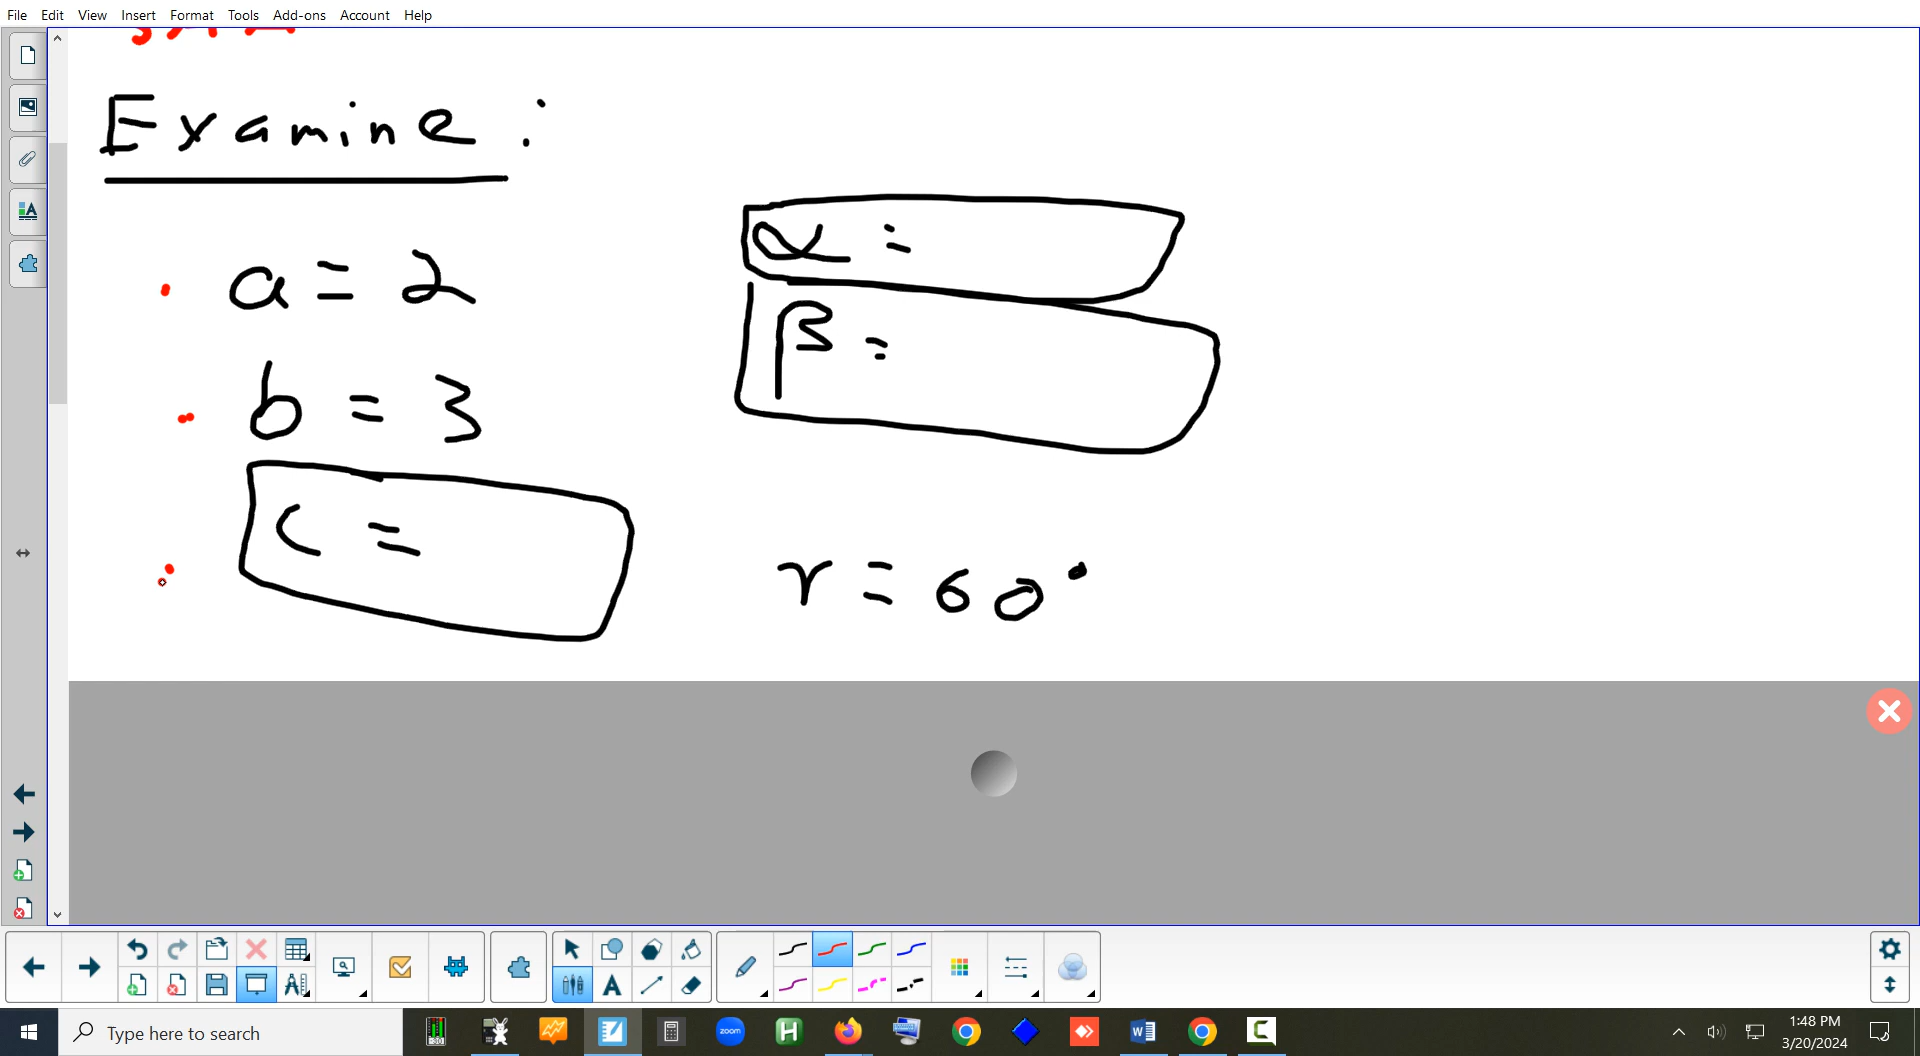 File Edit View Insert Format Tools Add-ons Account Help
Examine :
a = 2
b = 3
c =
α =
β =
γ = 60°
Type here to search
zoom
1:48 PM
3/20/2024